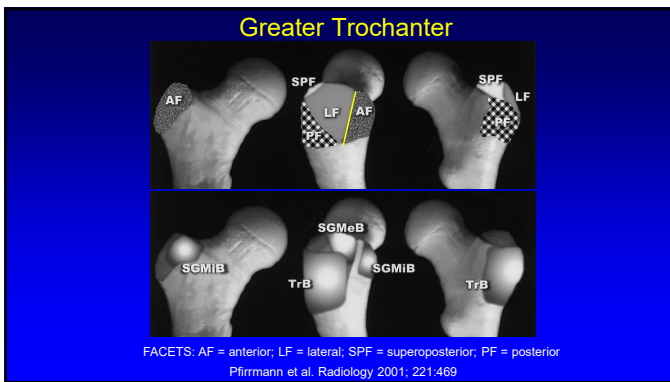 Greater Trochanter
AF
SPF
LF
AF
PF
SPF
LF
PF
SGMiB
SGMeB
SGMiB
TrB
TrB
FACETS: AF = anterior; LF = lateral; SPF = superoposterior; PF = posterior
Pfirrmann et al. Radiology 2001; 221:469